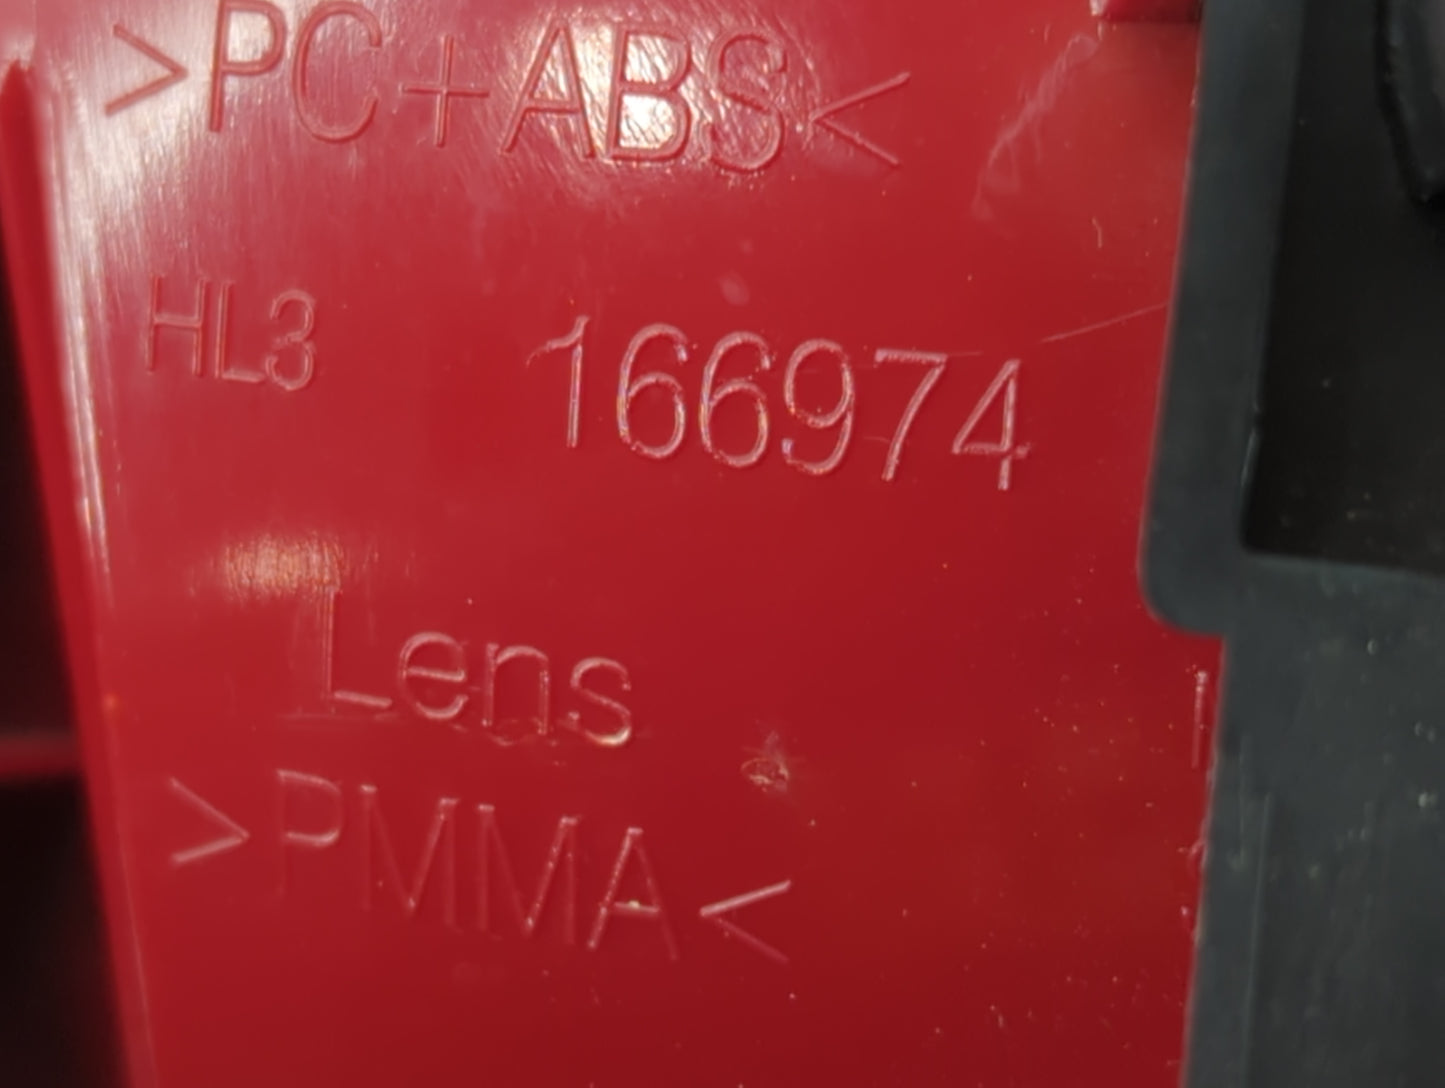 >PC+ABS<
HL3 166974
Lens
>PMMA<